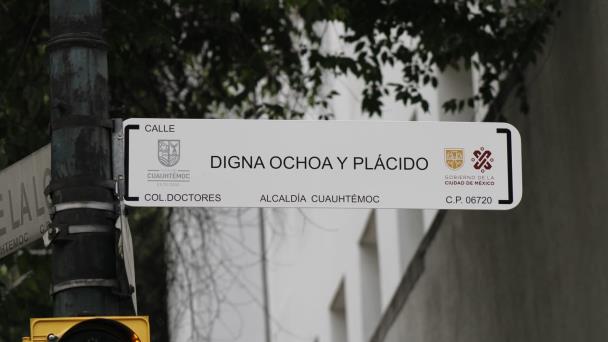 CALLE
CUAUHTÉMOC
DIGNA OCHOA Y PLÁCIDO
GOBIERNO DE LA
CIUDAD DE MÉXICO
COL.DOCTORES ALCALDÍA CUAUHTÉMOC C.P. 06720